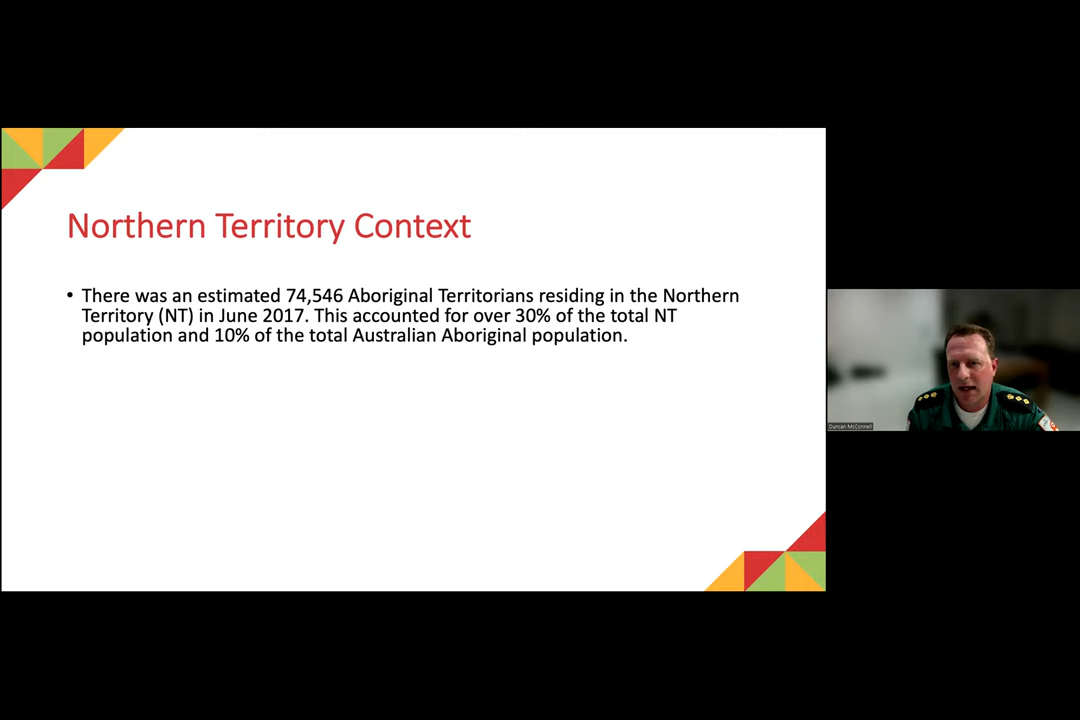 Northern Territory Context
• There was an estimated 74,546 Aboriginal Territorians residing in the Northern
Territory (NT) in June 2017. This accounted for over 30% of the total NT
population and 10% of the total Australian Aboriginal population.
Duncan McConnell